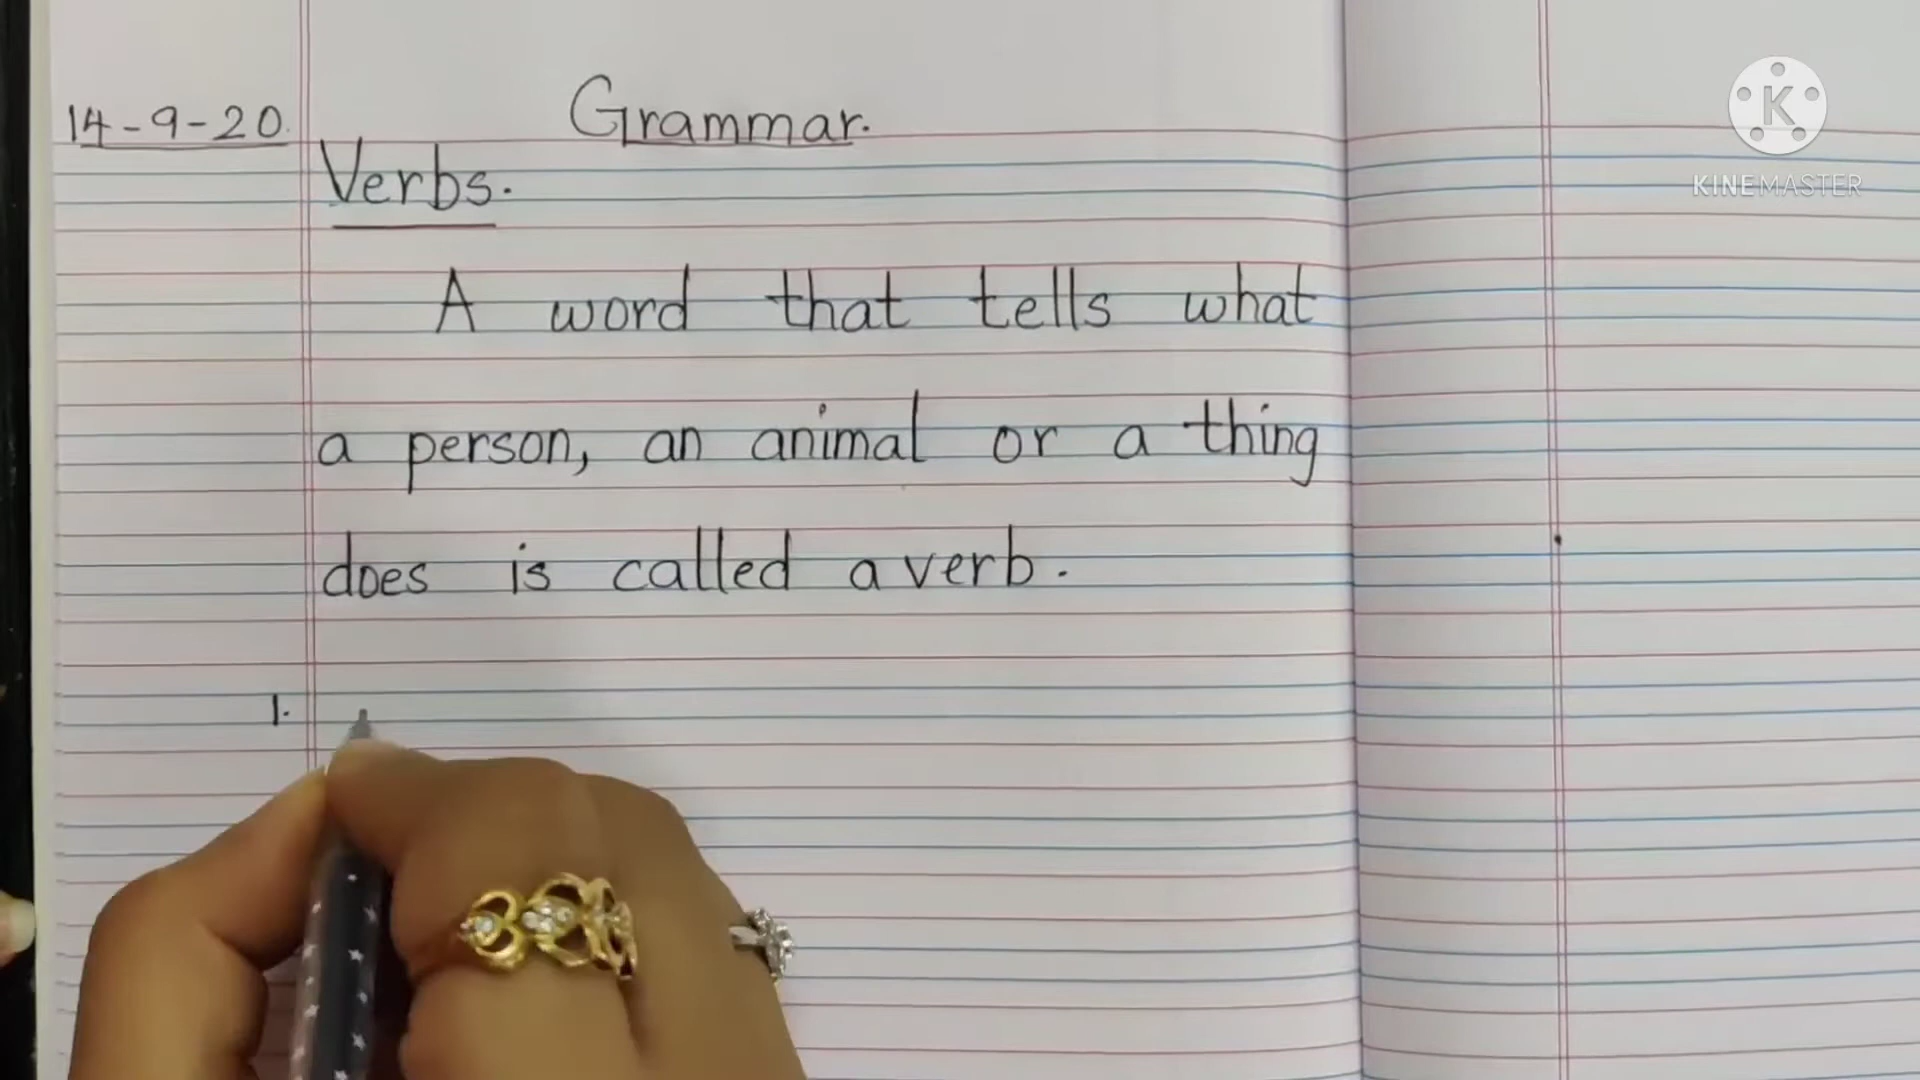 14-9-20.
Grammar.
Verbs.
A word that tells what
a person, an animal or a thing
does is called a verb.
1.
K
KINEMASTER